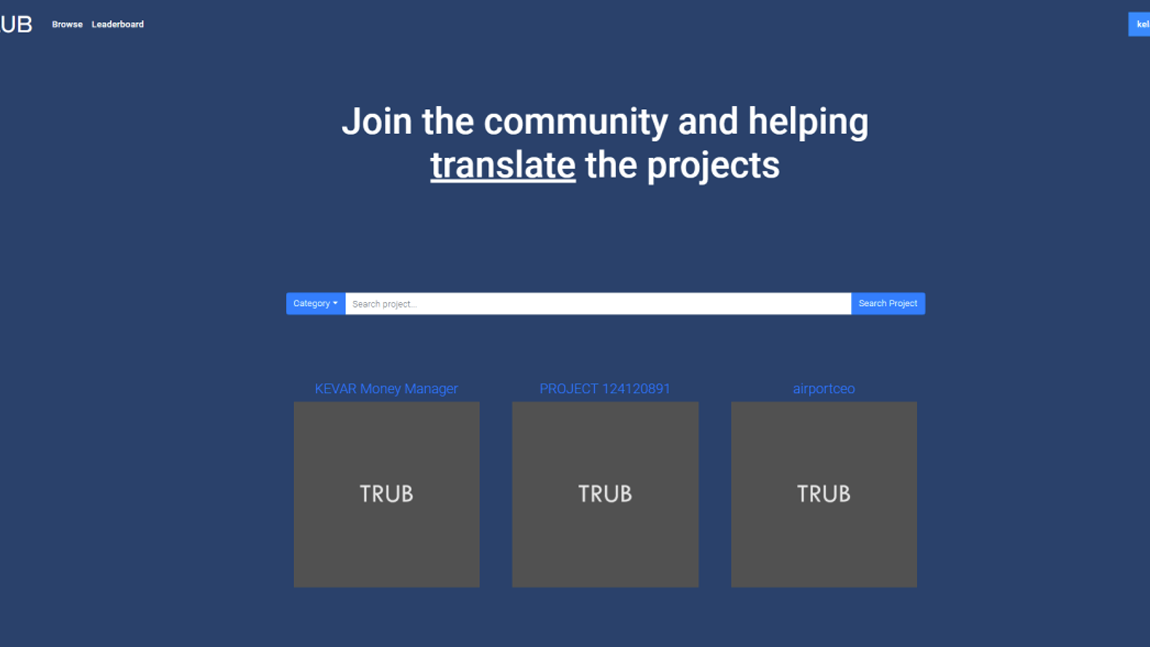 UB Browse Leaderboard
Join the community and helping
translate the projects
Category Search project... Search Project
KEVAR Money Manager PROJECT 124120891 airportceo
TRUB TRUB TRUB